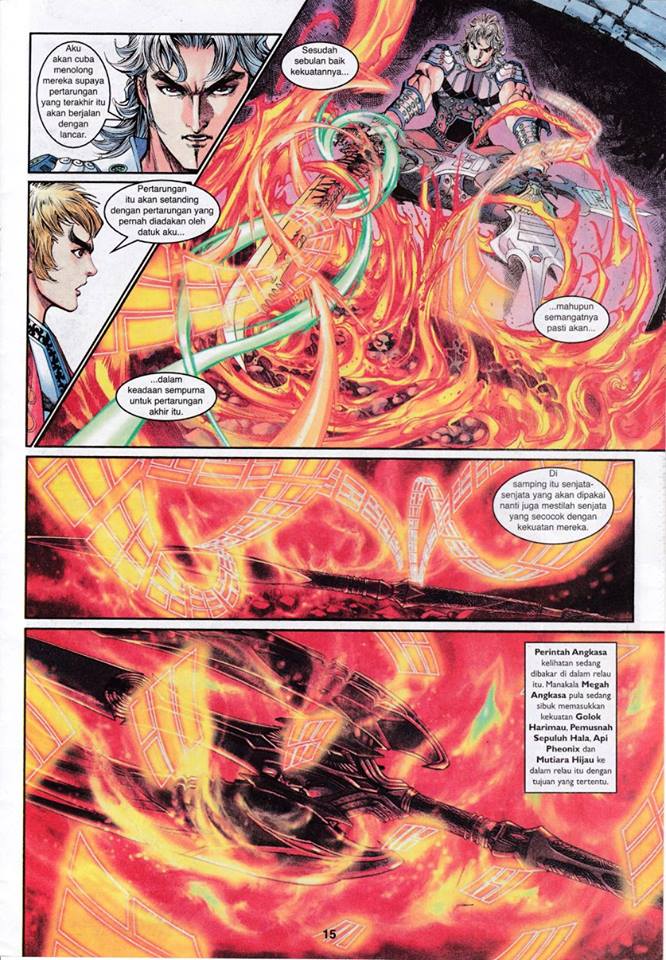 Aku
akan cuba
menolong
mereka supaya
pertarungan
yang terakhir itu
akan berjalan
dengan
lancar.
Pertarungan
itu akan setanding
dengan pertarungan yang
pernah diadakan oleh
datuk aku...
Sesudah
sebulan baik
kekuatannya...
...mahupun
semangatnya
pasti akan...
...dalam
keadaan sempurna
untuk pertarungan
akhir itu.
Di
samping itu senjata-
senjata yang akan dipakai
nanti juga mestilah senjata
yang secocok dengan
kekuatan mereka.
Perintah Angkasa
kelihatan sedang
dibakar di dalam relau
itu. Manakala Megah
Angkasa pula sedang
sibuk memasukkan
kekuatan Golok
Harimau, Pemusnah
Sepuluh Hala, Api
Pheonix dan
Mutiara Hijau ke
dalam relau itu dengan
tujuan yang tertentu.
15